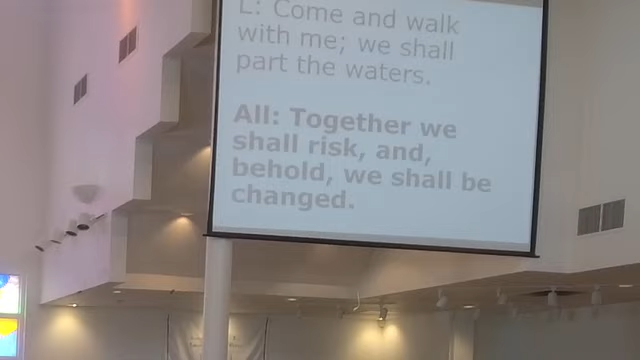 L: Come and walk
with me; we shall
part the waters.
All: Together we
shall risk, and,
behold, we shall be
changed.